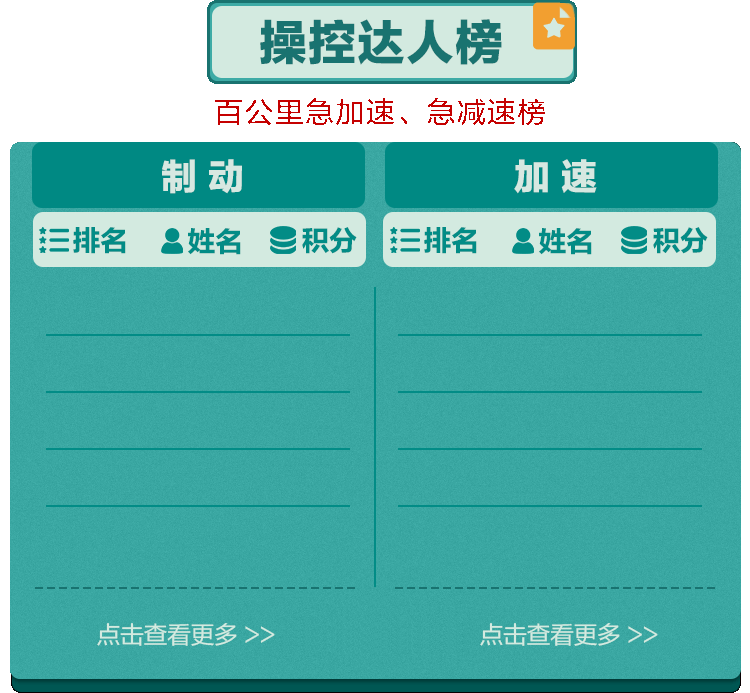 操控达人榜
百公里急加速、急减速榜
制动 加速
排名 姓名 积分 排名 姓名 积分
点击查看更多 >> 点击查看更多 >>